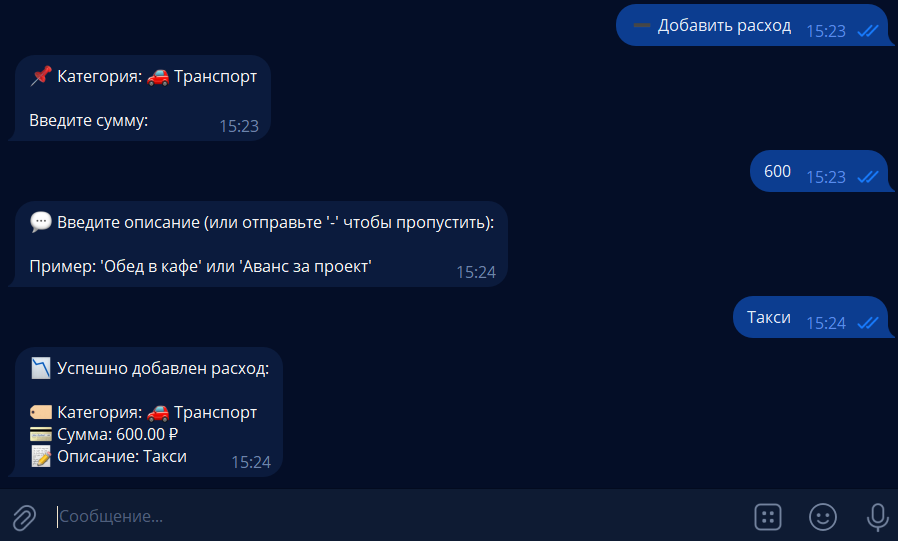 ➖ Добавить расход 15:23
📌 Категория: 🚗 Транспорт
Введите сумму: 15:23
600 15:23
💬 Введите описание (или отправьте '-' чтобы пропустить):
Пример: 'Обед в кафе' или 'Аванс за проект' 15:24
Такси 15:24
📉 Успешно добавлен расход:
🏷️ Категория: 🚗 Транспорт
💳 Сумма: 600.00 ₽
📝 Описание: Такси 15:24
Сообщение...